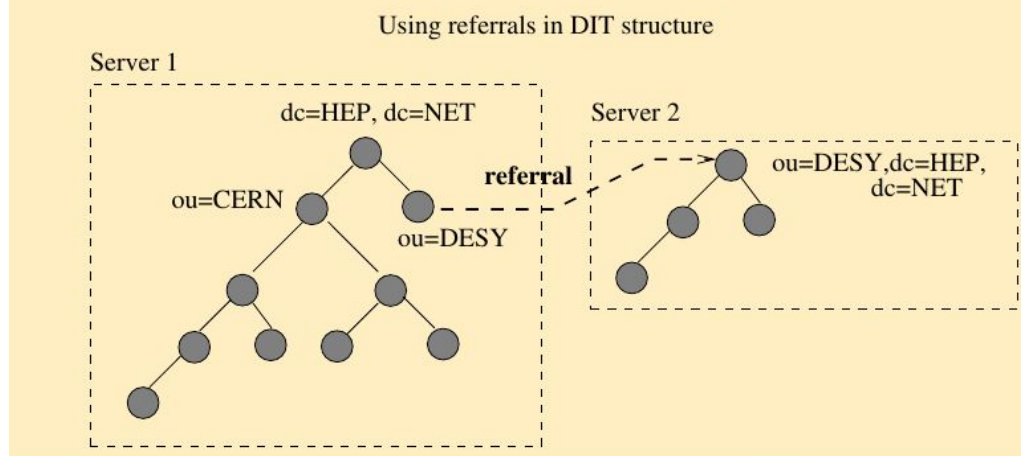 Using referrals in DIT structure
Server 1
dc=HEP, dc=NET
Server 2
ou=CERN
referral
ou=DESY
ou=DESY,dc=HEP,
dc=NET